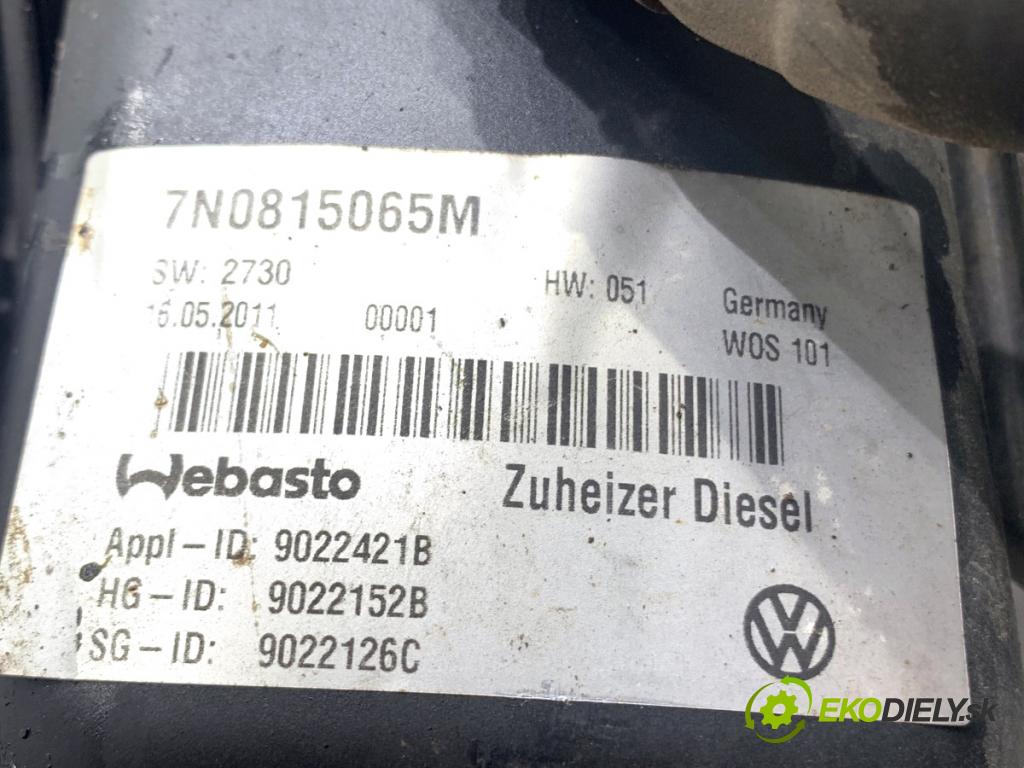 7N0815065M
SW: 2730 HW: 051 Germany
16.05.2011 00001 WOS 101
Webasto Zuheizer Diesel
Appl-ID: 9022421B
HG-ID: 9022152B
SG-ID: 9022126C
VW
EKODIELY.sk